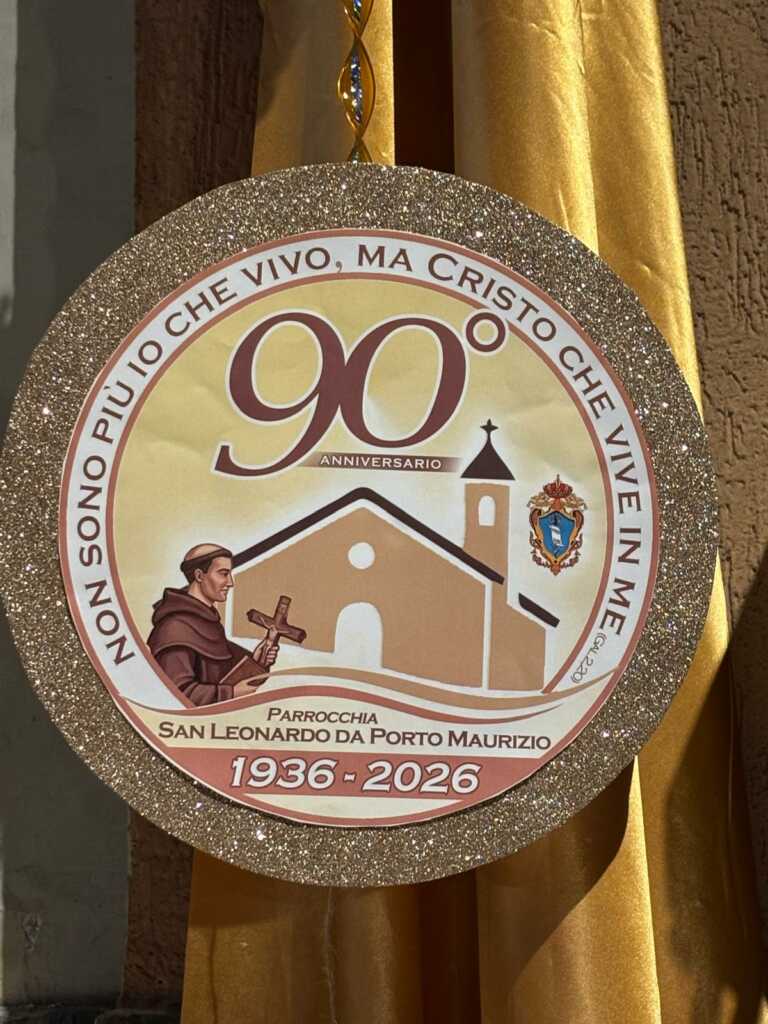 NON SONO PIÙ IO CHE VIVO, MA CRISTO CHE VIVE IN ME (GAL 2,20)
90°
ANNIVERSARIO
PARROCCHIA
SAN LEONARDO DA PORTO MAURIZIO
1936 - 2026